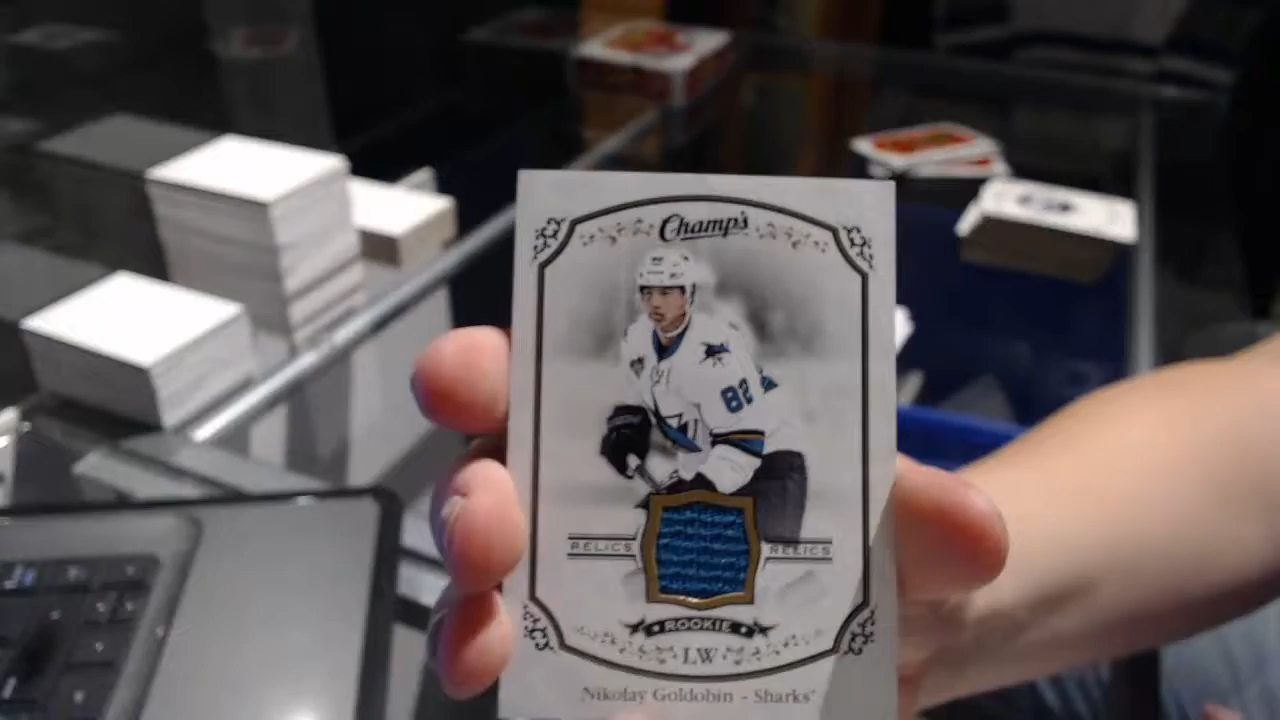 Champ's
82
RELICS RELICS
ROOKIE
LW
Nikolay Goldobin - Sharks'